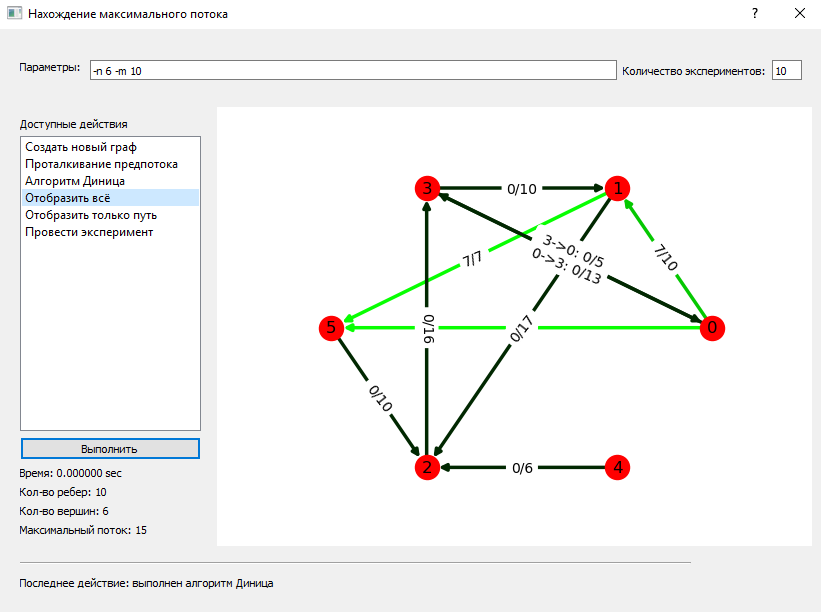 Нахождение максимального потока
?
Параметры:
-n 6 -m 10
Количество экспериментов:
10
Доступные действия
Создать новый граф
Проталкивание предпотока
Алгоритм Диница
Отобразить всё
Отобразить только путь
Провести эксперимент
Выполнить
Время: 0.000000 sec
Кол-во ребер: 10
Кол-во вершин: 6
Максимальный поток: 15
3
0/10
1
3->0: 0/5
0->3: 0/13
7/10
7/7
5
0/16
0/17
0
0/10
2
0/6
4
Последнее действие: выполнен алгоритм Диница